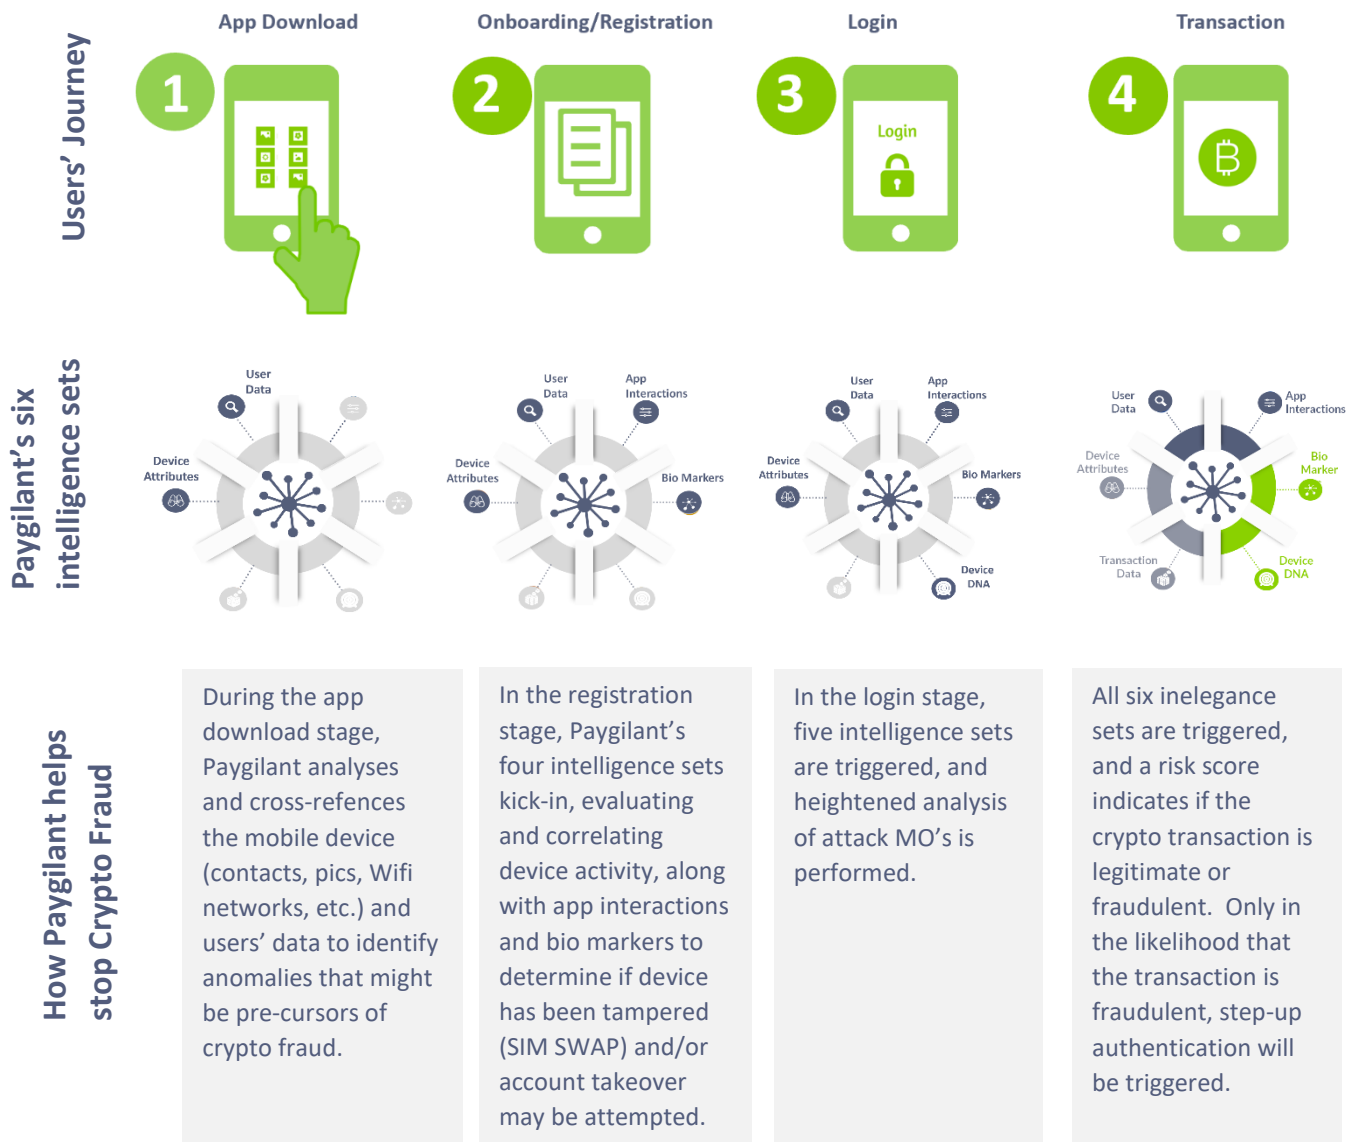 App Download
Onboarding/Registration
Login
Transaction
Users' Journey
1
2
3
Login
4
Paygilant's six
intelligence sets
User
Data
Device
Attributes
User
Data
App
Interactions
Device
Attributes
Bio Markers
User
Data
App
Interactions
Device
Attributes
Bio Markers
Device
DNA
User
Data
App
Interactions
Device
Attributes
Bio
Marker
Transaction
Data
Device
DNA
How Paygilant helps
stop Crypto Fraud
During the app
download stage,
Paygilant analyses
and cross-refences
the mobile device
(contacts, pics, Wifi
networks, etc.) and
users' data to identify
anomalies that might
be pre-cursors of
crypto fraud.
In the registration
stage, Paygilant's
four intelligence sets
kick-in, evaluating
and correlating
device activity, along
with app interactions
and bio markers to
determine if device
has been tampered
(SIM SWAP) and/or
account takeover
may be attempted.
In the login stage,
five intelligence sets
are triggered, and
heightened analysis
of attack MO's is
performed.
All six inelegance
sets are triggered,
and a risk score
indicates if the
crypto transaction is
legitimate or
fraudulent.  Only in
the likelihood that
the transaction is
fraudulent, step-up
authentication will
be triggered.